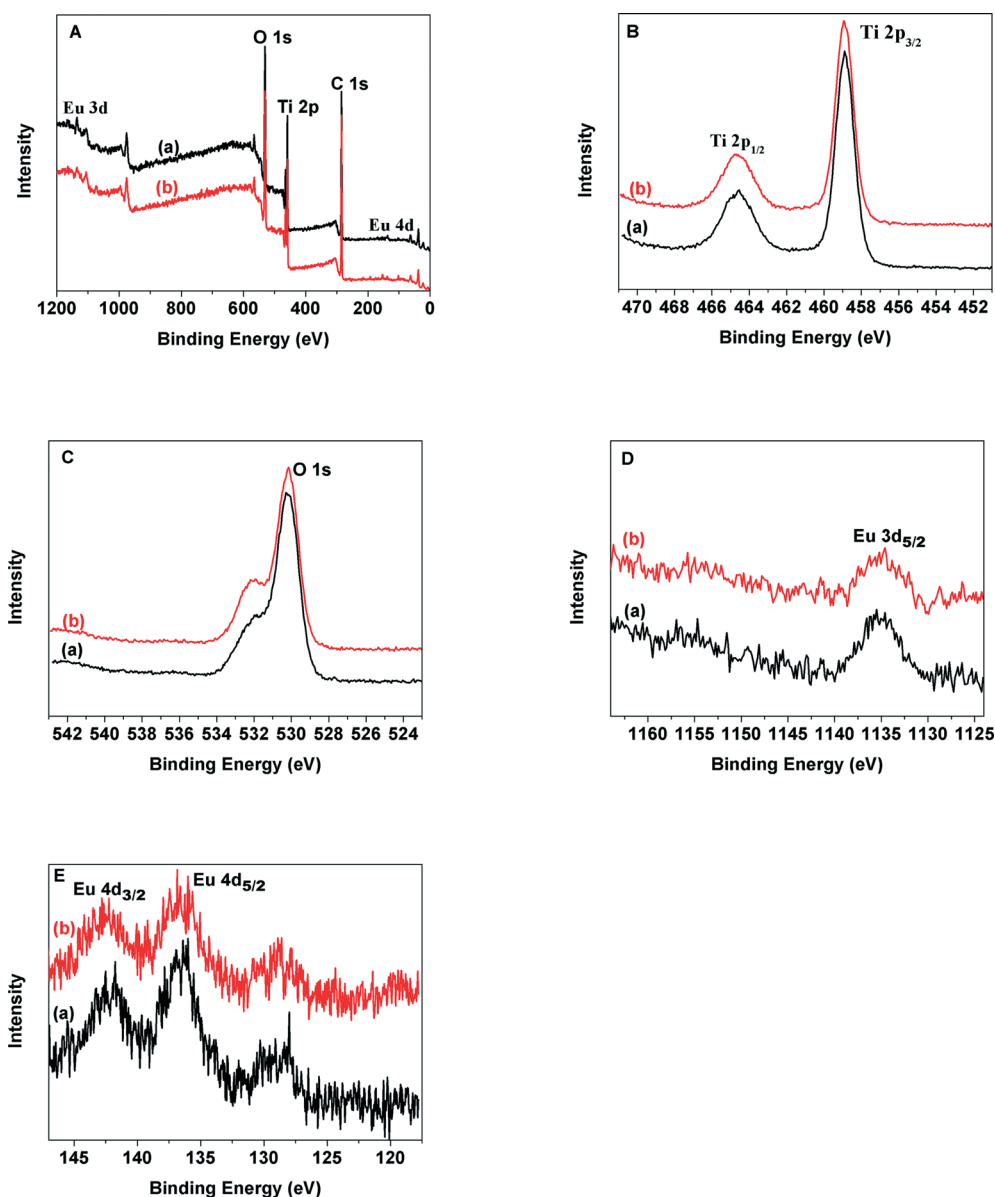 A
O 1s
C 1s
Ti 2p
Eu 3d
(a)
(b)
Eu 4d
Intensity
1200 1000 800 600 400 200 0
Binding Energy (eV)
B
Ti 2p3/2
Ti 2p1/2
(b)
(a)
Intensity
470 468 466 464 462 460 458 456 454 452
Binding Energy (eV)
C
O 1s
(b)
(a)
Intensity
542 540 538 536 534 532 530 528 526 524
Binding Energy (eV)
D
Eu 3d5/2
(b)
(a)
Intensity
1160 1155 1150 1145 1140 1135 1130 1125
Binding Energy (eV)
E
Eu 4d3/2
Eu 4d5/2
(b)
(a)
Intensity
145 140 135 130 125 120
Binding Energy (eV)